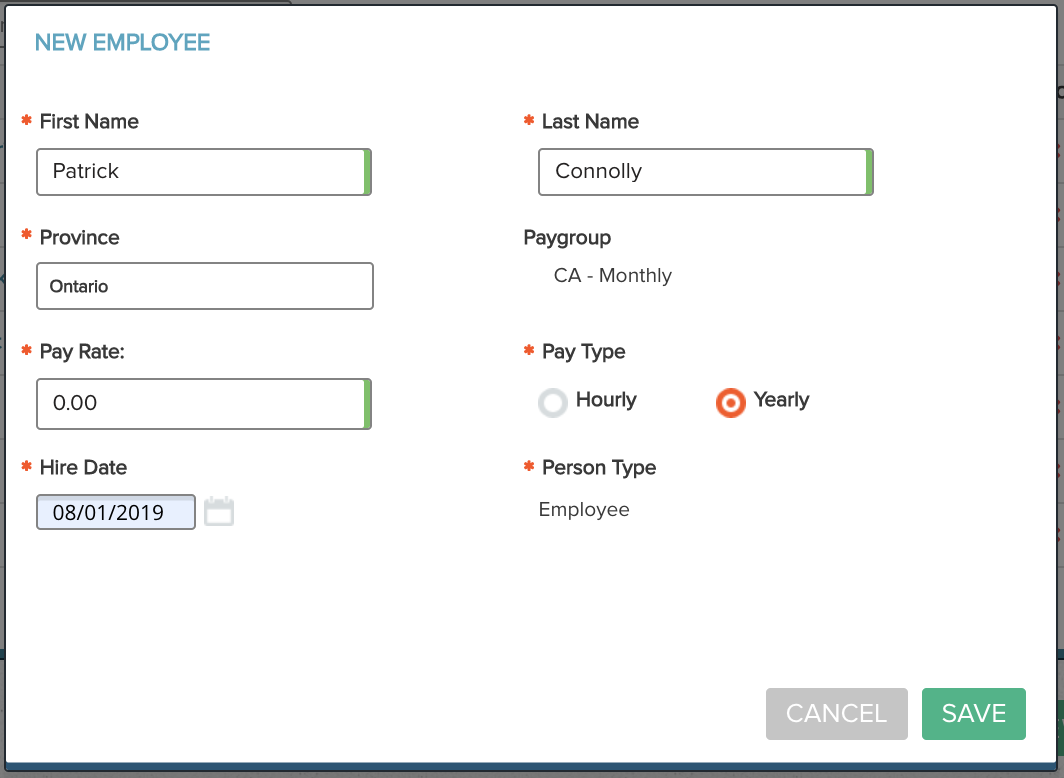 NEW EMPLOYEE
* First Name
* Last Name
Patrick
Connolly
* Province
Paygroup
Ontario
CA - Monthly
* Pay Rate:
* Pay Type
0.00
Hourly
Yearly
* Hire Date
* Person Type
08/01/2019
Employee
CANCEL
SAVE